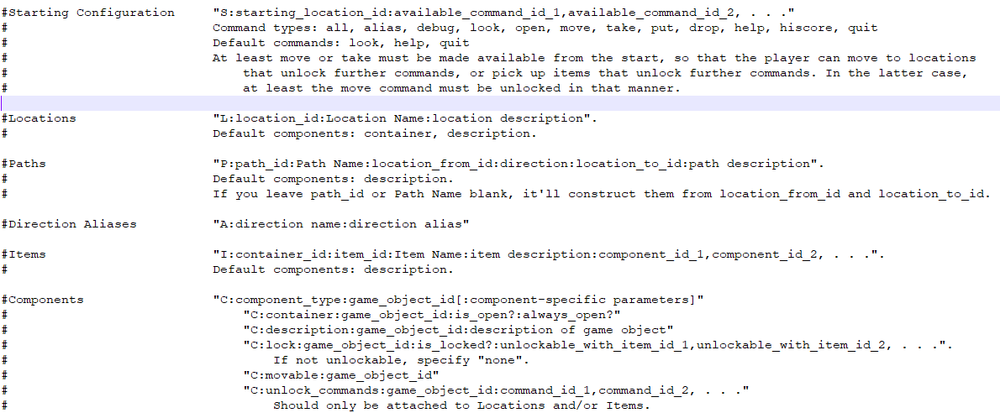 #Starting Configuration     "S:starting_location_id:available_command_id_1,available_command_id_2, . . ."
#                           Command types: all, alias, debug, look, open, move, take, put, drop, help, hiscore, quit
#                           Default commands: look, help, quit
#                           At least move or take must be made available from the start, so that the player can move to locations
#                               that unlock further commands, or pick up items that unlock further commands. In the latter case,
#                               at least the move command must be unlocked in that manner.

#Locations                  "L:location_id:Location Name:location description".
#                           Default components: container, description.

#Paths                      "P:path_id:Path Name:location_from_id:direction:location_to_id:path description".
#                           Default components: description.
#                           If you leave path_id or Path Name blank, it'll construct them from location_from_id and location_to_id.

#Direction Aliases          "A:direction name:direction alias"

#Items                      "I:container_id:item_id:Item Name:item description:component_id_1,component_id_2, . . .".
#                           Default components: description.

#Components                 "C:component_type:game_object_id[:component-specific parameters]"
#                               "C:container:game_object_id:is_open?:always_open?"
#                               "C:description:game_object_id:description of game object"
#                               "C:lock:game_object_id:is_locked?:unlockable_with_item_id_1,unlockable_with_item_id_2, . . .".
#                                   If not unlockable, specify "none".
#                               "C:movable:game_object_id"
#                               "C:unlock_commands:game_object_id:command_id_1,command_id_2, . . ."
#                                   Should only be attached to Locations and/or Items.